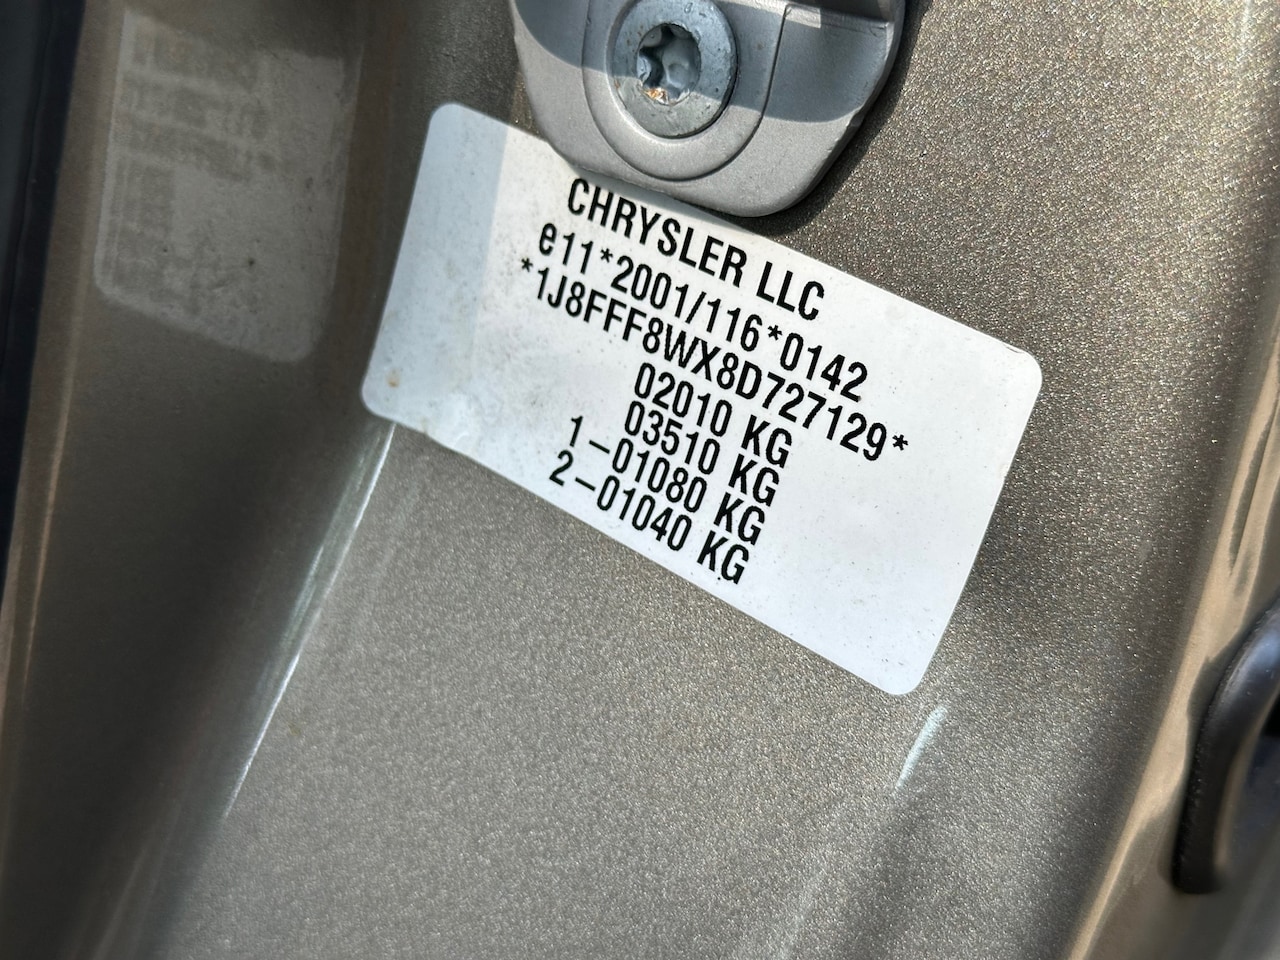 CHRYSLER LLC
e11*2001/116*0142
*1J8FFF8WX8D727129*
02010 KG
03510 KG
1-01080 KG
2-01040 KG